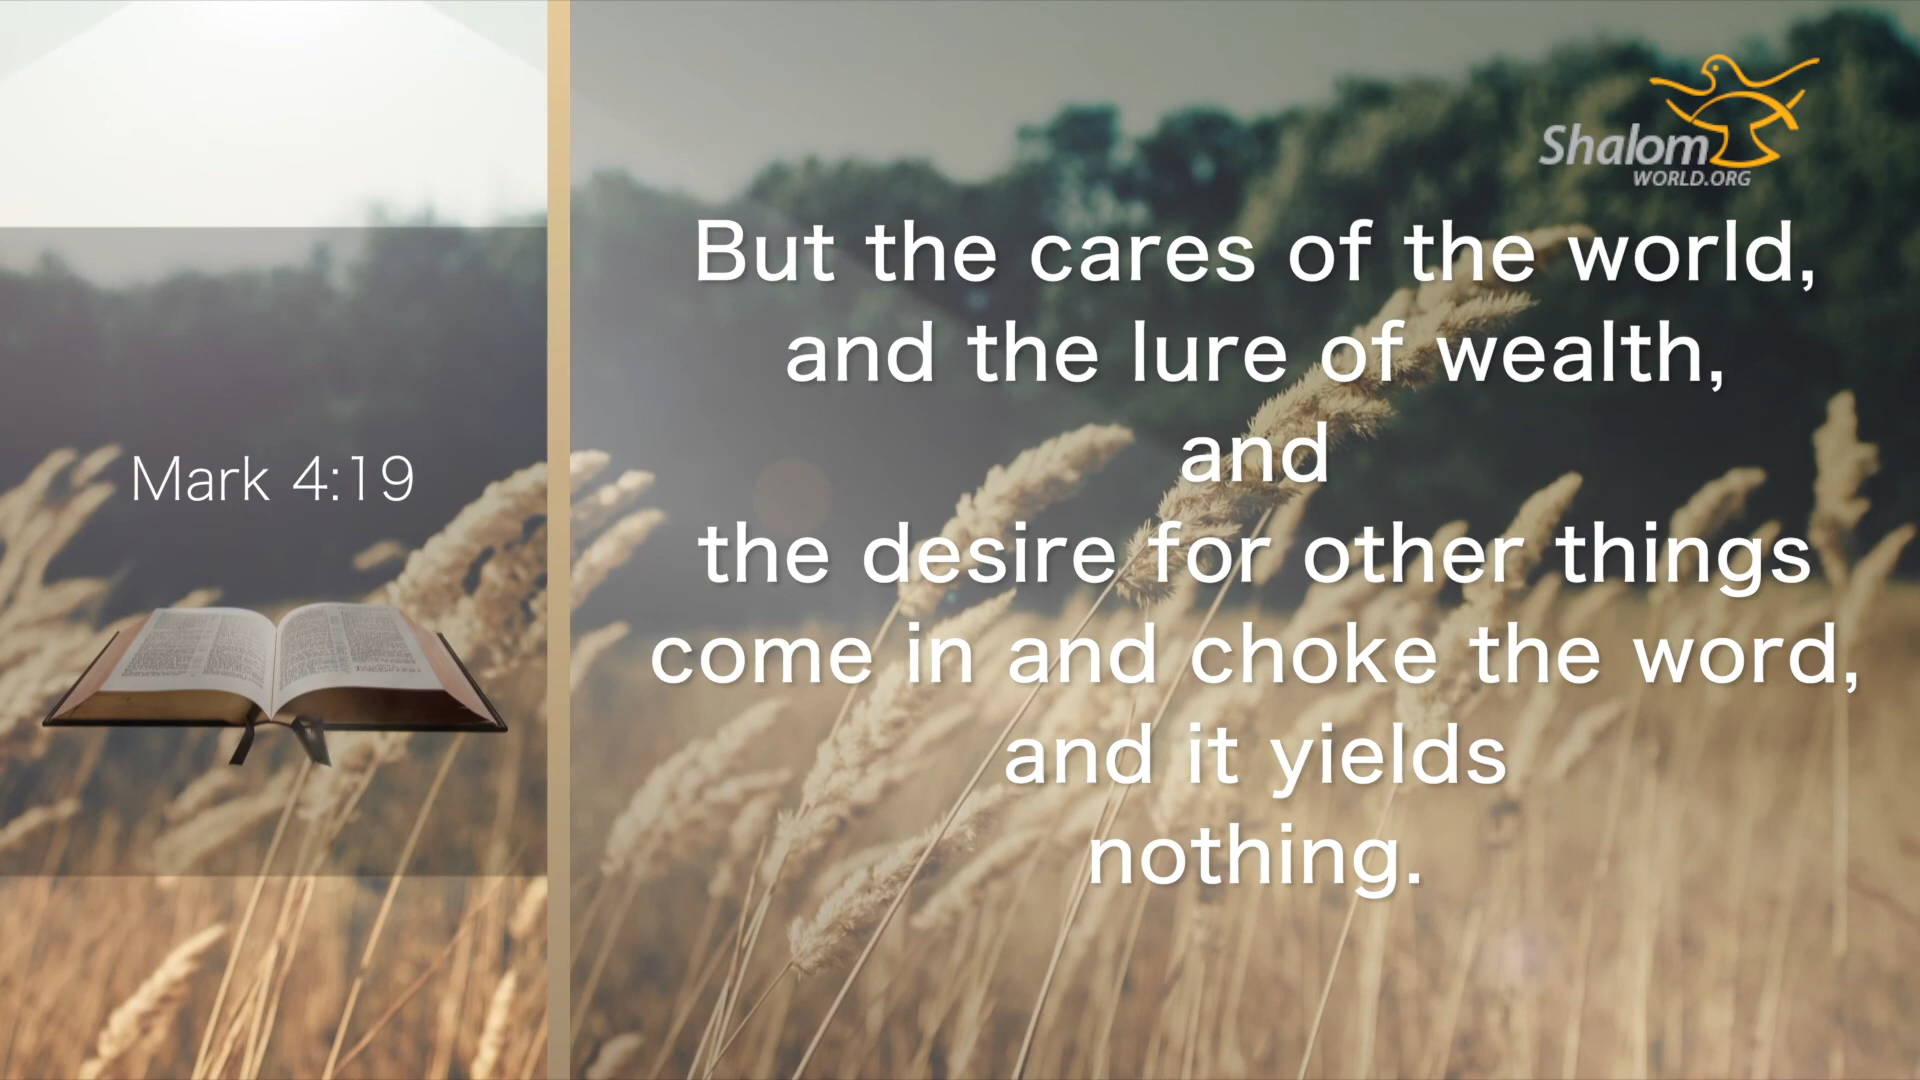 Shalom
WORLD.ORG
Mark 4:19
But the cares of the world,
and the lure of wealth,
and
the desire for other things
come in and choke the word,
and it yields
nothing.